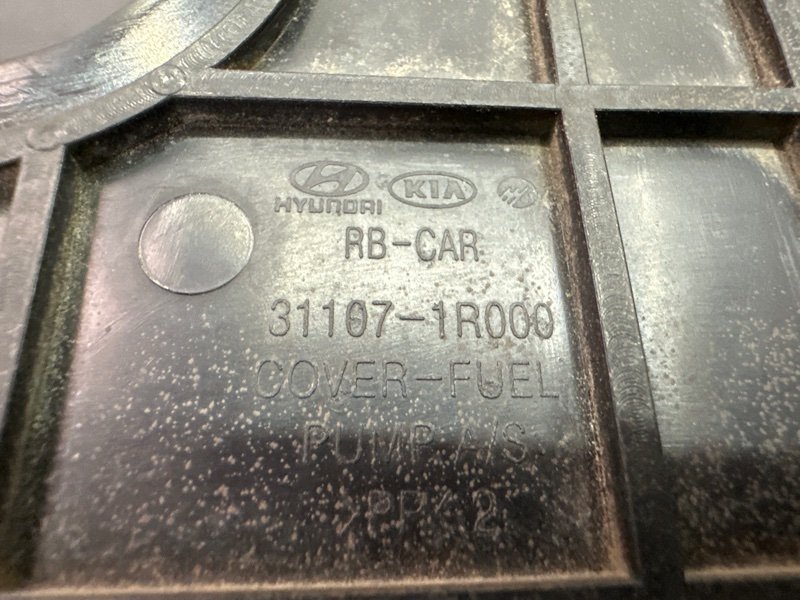 HYUNDAI KIA
RB-CAR
31107-1R000
COVER-FUEL
PUMP A/S
>PP<